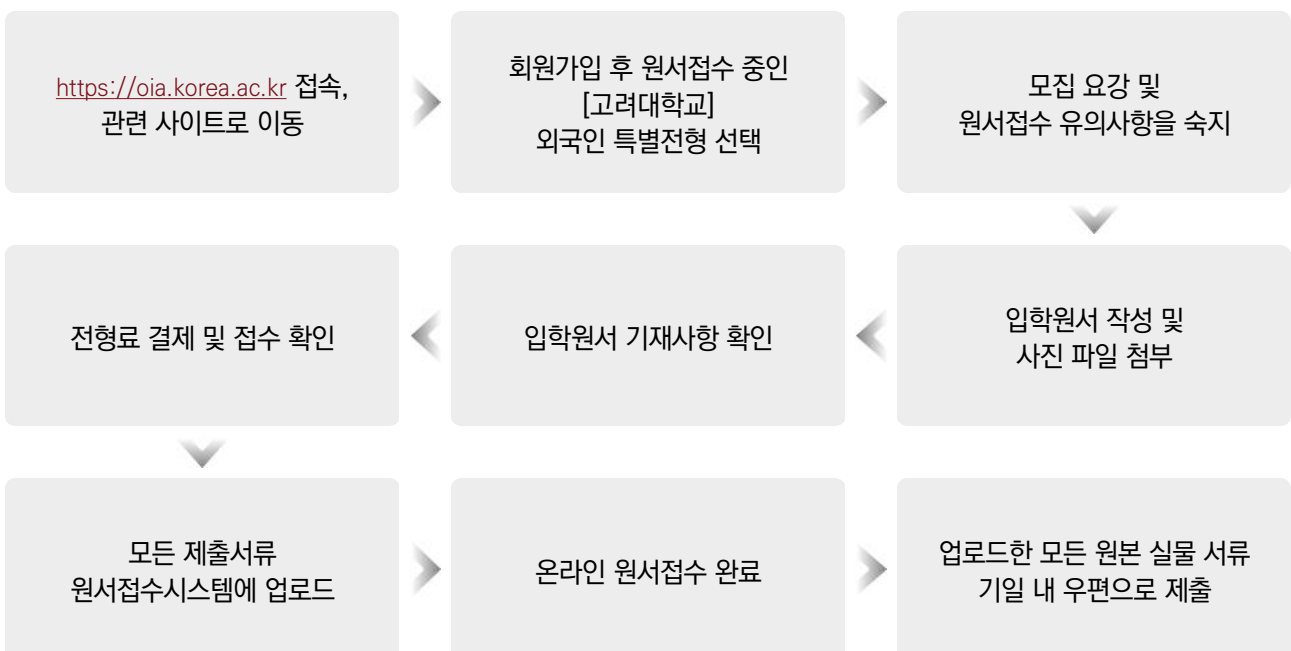 https://oia.korea.ac.kr 접속,
관련 사이트로 이동
회원가입 후 원서접수 중인
[고려대학교]
외국인 특별전형 선택
모집 요강 및
원서접수 유의사항을 숙지
입학원서 작성 및
사진 파일 첨부
입학원서 기재사항 확인
전형료 결제 및 접수 확인
모든 제출서류
원서접수시스템에 업로드
온라인 원서접수 완료
업로드한 모든 원본 실물 서류
기일 내 우편으로 제출